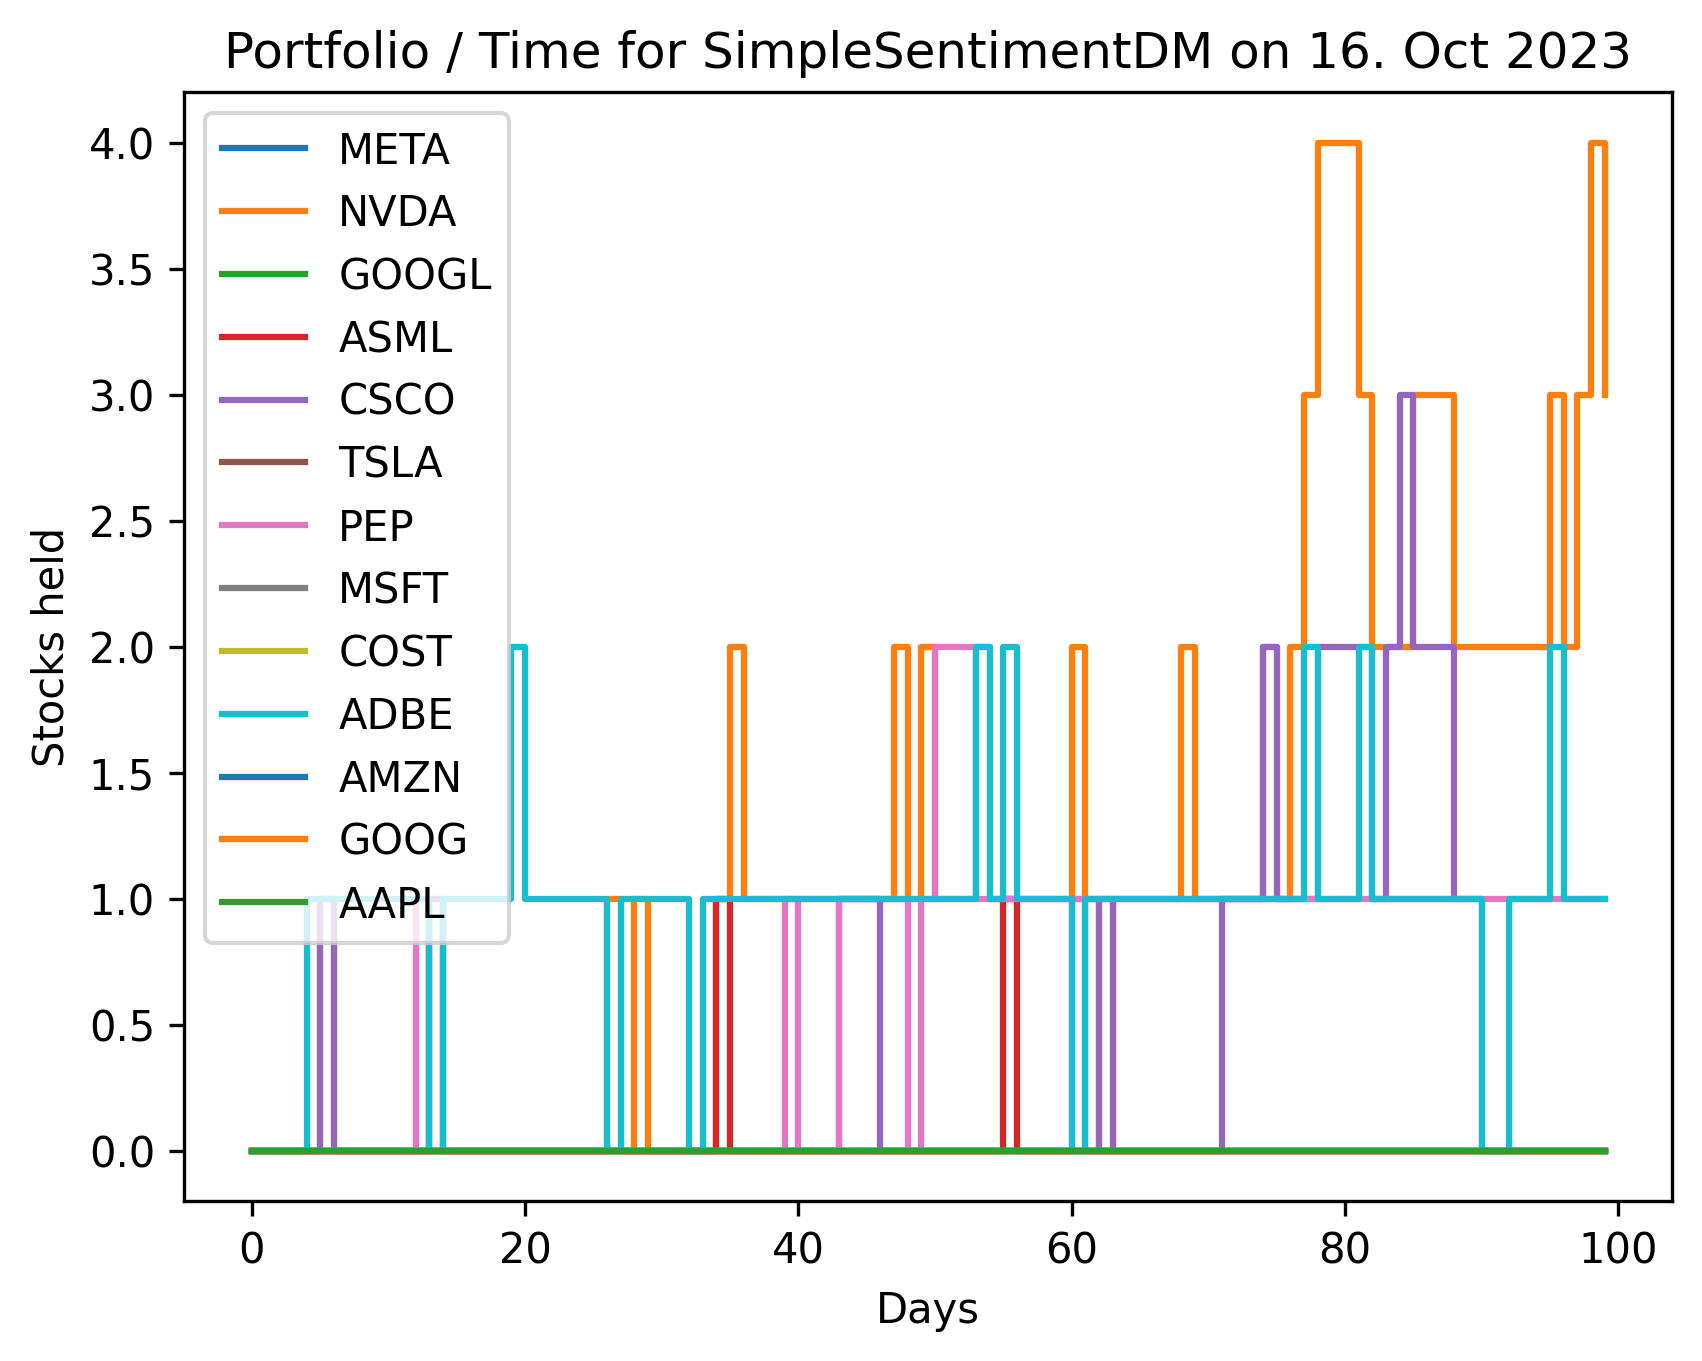 Portfolio / Time for SimpleSentimentDM on 16. Oct 2023
META
NVDA
GOOGL
ASML
CSCO
TSLA
PEP
MSFT
COST
ADBE
AMZN
GOOG
AAPL
4.0
3.5
3.0
2.5
2.0
1.5
1.0
0.5
0.0
Stocks held
0 20 40 60 80 100
Days